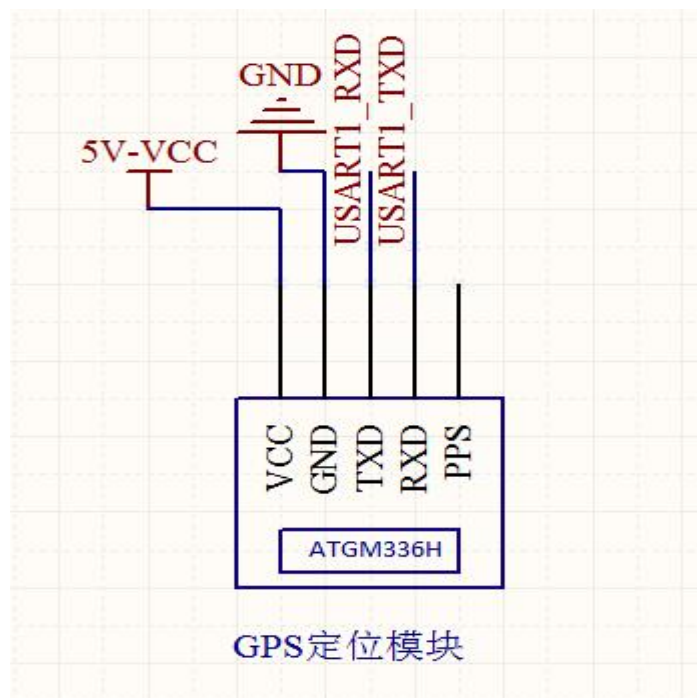 GND
5V-VCC
USART1_RXD
USART1_TXD
VCC
GND
TXD
RXD
PPS
ATGM336H
GPS定位模块